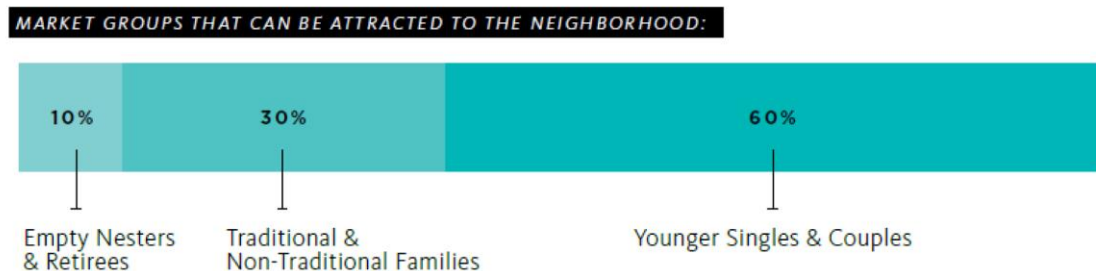 MARKET GROUPS THAT CAN BE ATTRACTED TO THE NEIGHBORHOOD:
10%
30%
60%
Empty Nesters
& Retirees
Traditional &
Non-Traditional Families
Younger Singles & Couples